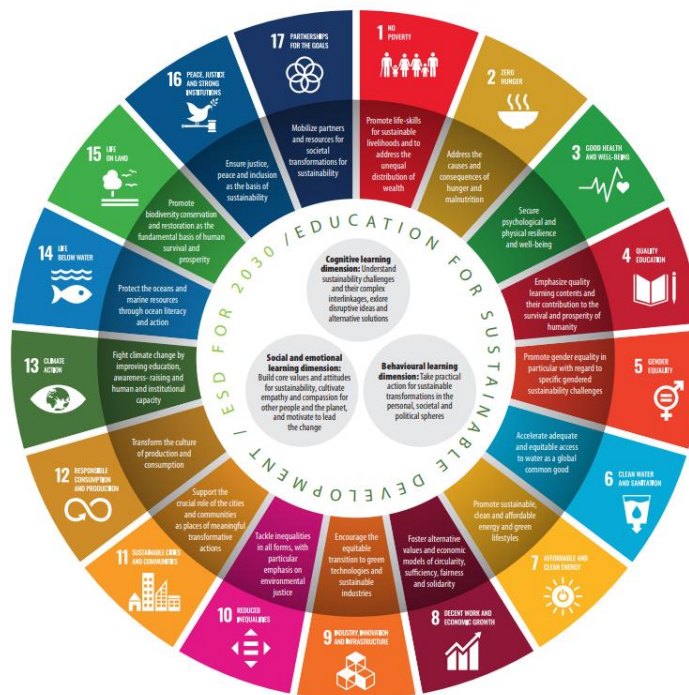 1 NO
POVERTY
Promote life-skills
for sustainable
livelihoods and to
address the
unequal
distribution of
wealth
2 ZERO
HUNGER
Address the
causes and
consequences of
hunger and
malnutrition
3 GOOD HEALTH
AND WELL-BEING
Secure
psychological and
physical resilience
and well-being
4 QUALITY
EDUCATION
Emphasize quality
learning contents and
their contribution to the
survival and prosperity of
humanity
5 GENDER
EQUALITY
Promote gender equality in
particular with regard to
specific gendered
sustainability challenges
6 CLEAN WATER
AND SANITATION
Accelerate adequate
and equitable access
to water as a global
common good
7 AFFORDABLE AND
CLEAN ENERGY
Promote sustainable,
clean and affordable
energy and green
lifestyles
8 DECENT WORK AND
ECONOMIC GROWTH
Foster alternative
values and economic
models of circularity,
sufficiency, fairness
and solidarity
9 INDUSTRY, INNOVATION
AND INFRASTRUCTURE
Encourage the
equitable
transition to green
technologies and
sustainable
industries
10 REDUCED
INEQUALITIES
Tackle inequalities
in all forms, with
particular
emphasis on
environmental
justice
11 SUSTAINABLE CITIES
AND COMMUNITIES
Support the
crucial role of the cities
and communities
as places of meaningful
transformative
actions
12 RESPONSIBLE
CONSUMPTION
AND PRODUCTION
Transform the culture
of production and
consumption
13 CLIMATE
ACTION
Fight climate change by
improving education,
awareness- raising and
human and institutional
capacity
14 LIFE
BELOW WATER
Protect the oceans and
marine resources
through ocean literacy
and action
15 LIFE
ON LAND
Promote
biodiversity conservation
and restoration as the
fundamental basis of human
survival and
prosperity
16 PEACE, JUSTICE
AND STRONG
INSTITUTIONS
Ensure justice,
peace and inclusion
as the basis of
sustainability
17 PARTNERSHIPS
FOR THE GOALS
Mobilize partners
and resources for
societal
transformations for
sustainability
ESD FOR 2030 / EDUCATION FOR SUSTAINABLE DEVELOPMENT /
Cognitive learning
dimension: Understand
sustainability challenges
and their complex
interlinkages, exlore
disruptive ideas and
alternative solutions
Social and emotional
learning dimension:
Build core values and attitudes
for sustainability, cultivate
empathy and compassion for
other people and the planet,
and motivate to lead
the change
Behavioural learning
dimension: Take practical
action for sustainable
transformations in the
personal, societal and
political spheres